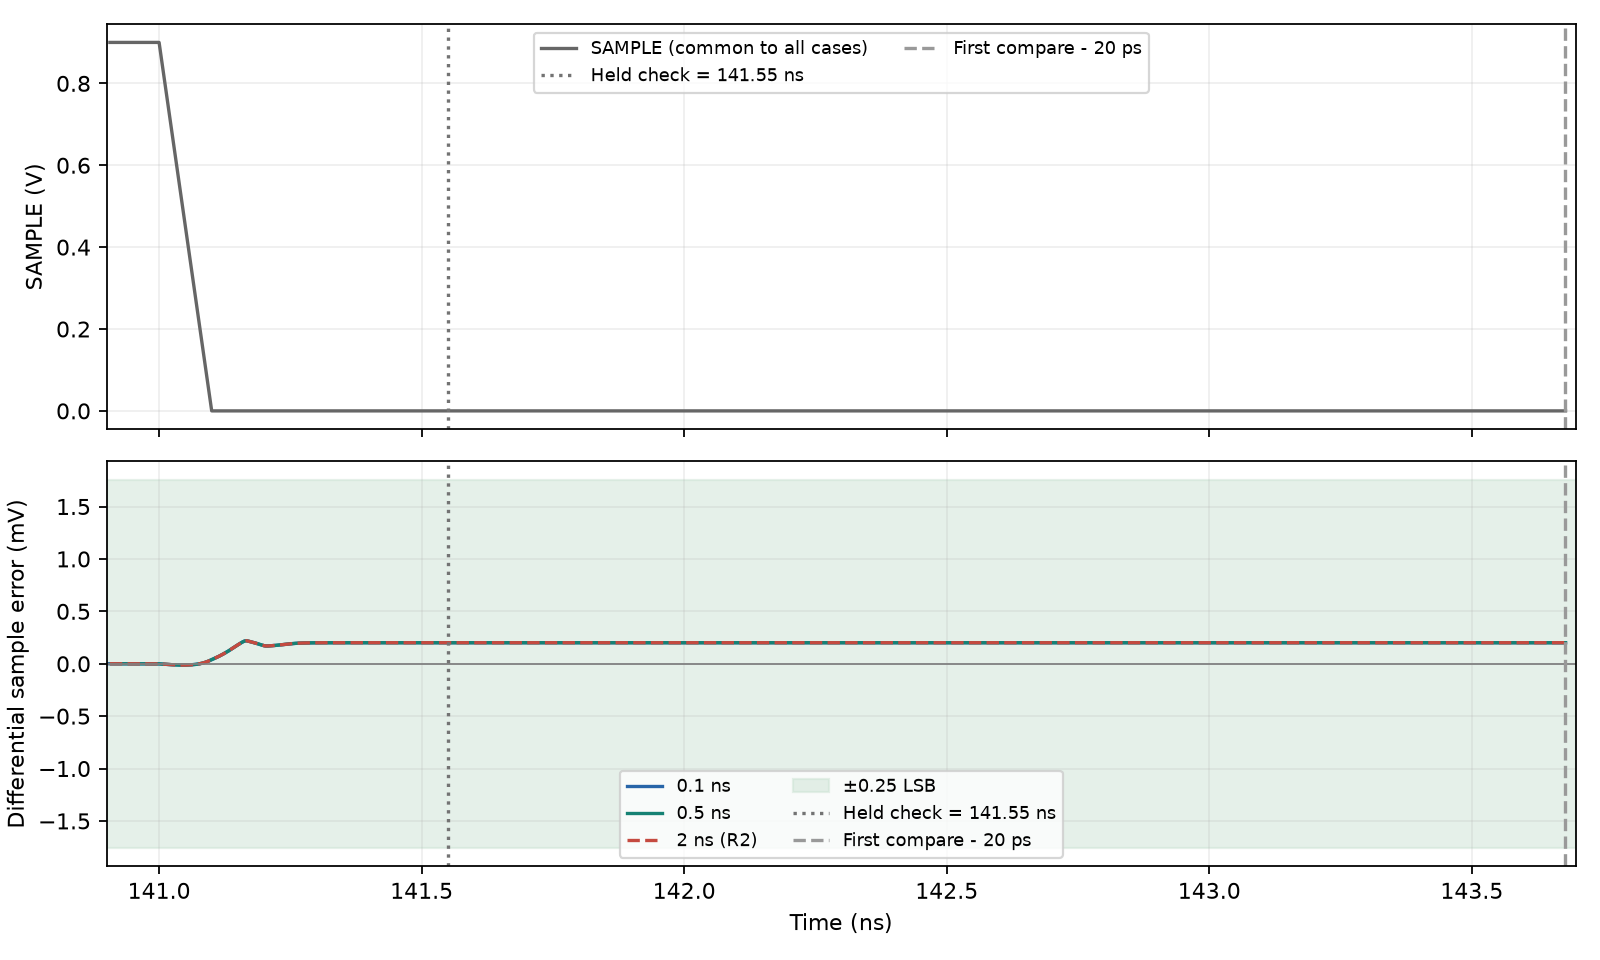 SAMPLE (V)
0.8
0.6
0.4
0.2
0.0
SAMPLE (common to all cases)
Held check = 141.55 ns
First compare - 20 ps
Differential sample error (mV)
1.5
1.0
0.5
0.0
−0.5
−1.0
−1.5
0.1 ns
0.5 ns
2 ns (R2)
±0.25 LSB
Held check = 141.55 ns
First compare - 20 ps
141.0
141.5
142.0
142.5
143.0
143.5
Time (ns)